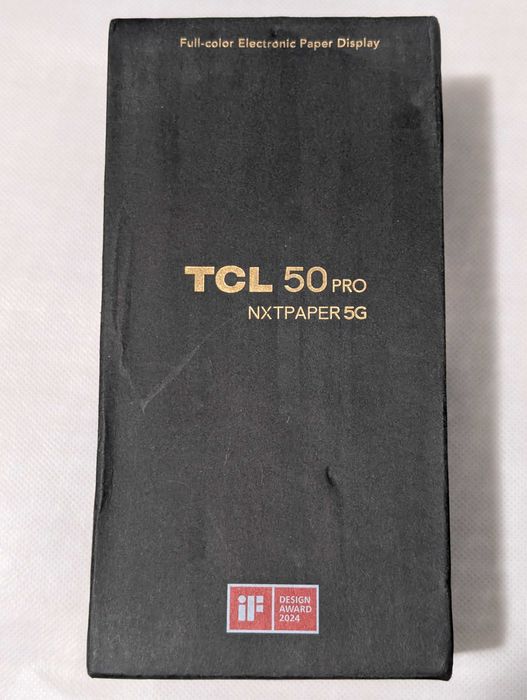 Full-color Electronic Paper Display
TCL 50 PRO
NXTPAPER 5G
iF
DESIGN
AWARD
2024